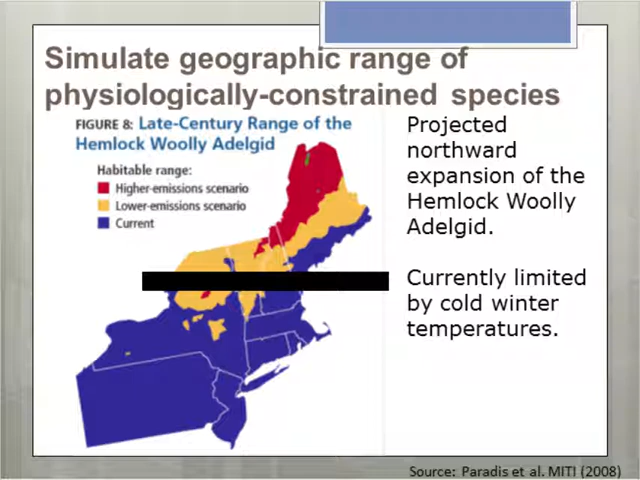 Simulate geographic range of
physiologically-constrained species
FIGURE 8: Late-Century Range of the
Hemlock Woolly Adelgid
Habitable range:
Higher-emissions scenario
Lower-emissions scenario
Current
Projected
northward
expansion of the
Hemlock Woolly
Adelgid.
Currently limited
by cold winter
temperatures.
Source: Paradis et al. MITI (2008)